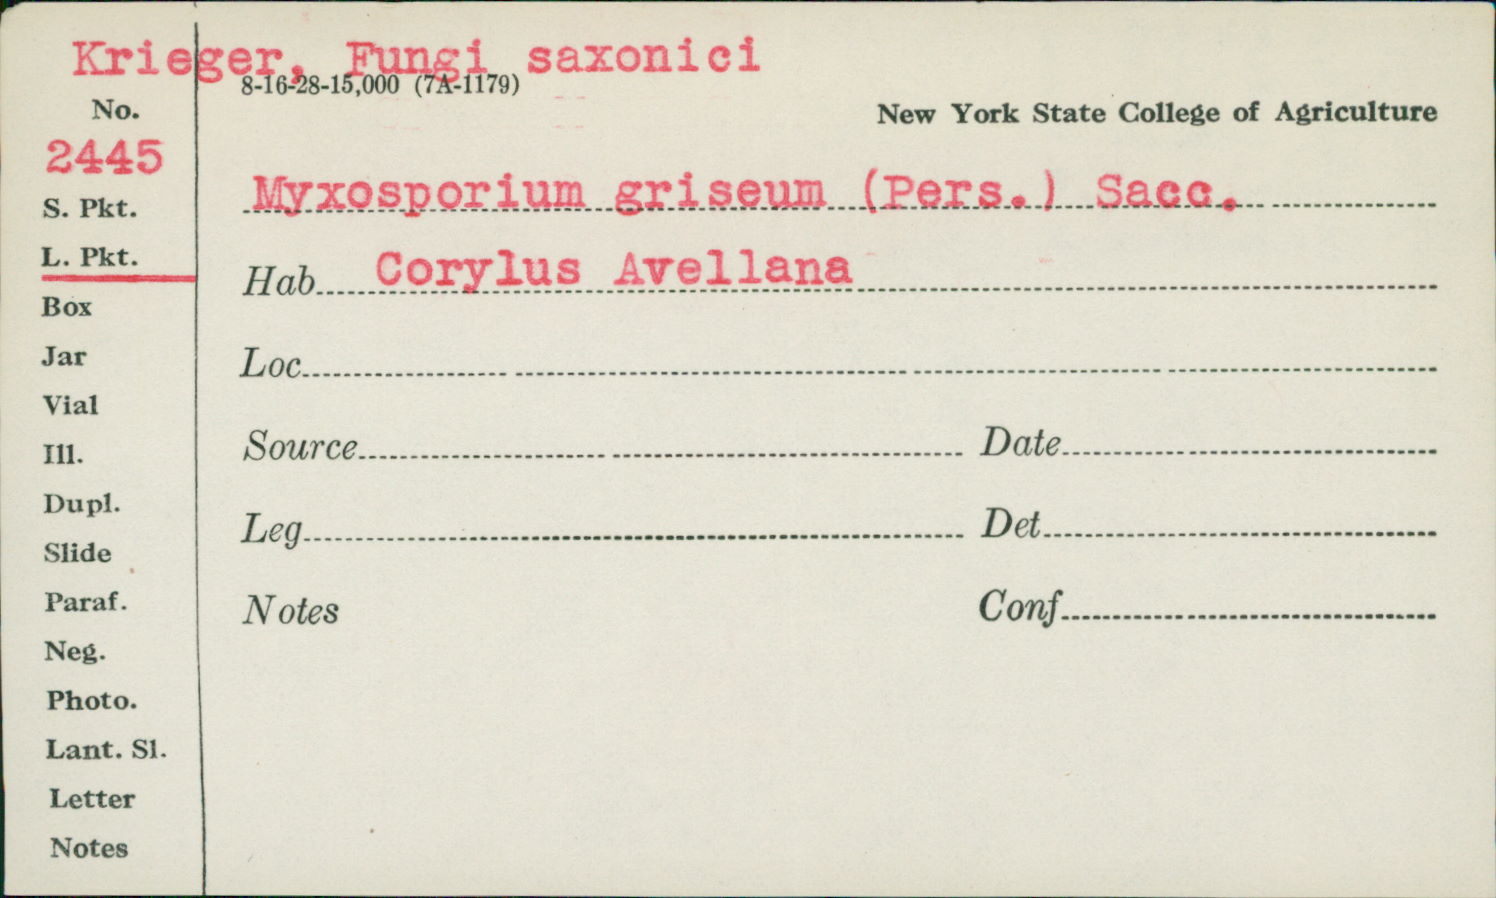 Krieger, Fungi saxonici
8-16-28-15,000 (7A-1179)
No.
New York State College of Agriculture
2445
Myxosporium griseum (Pers.) Sacc.
S. Pkt.
L. Pkt.
Hab. Corylus Avellana
Box
Jar
Loc.
Vial
Source
Date
Ill.
Dupl.
Leg.
Det.
Slide
Paraf.
Notes
Conf.
Neg.
Photo.
Lant. Sl.
Letter
Notes